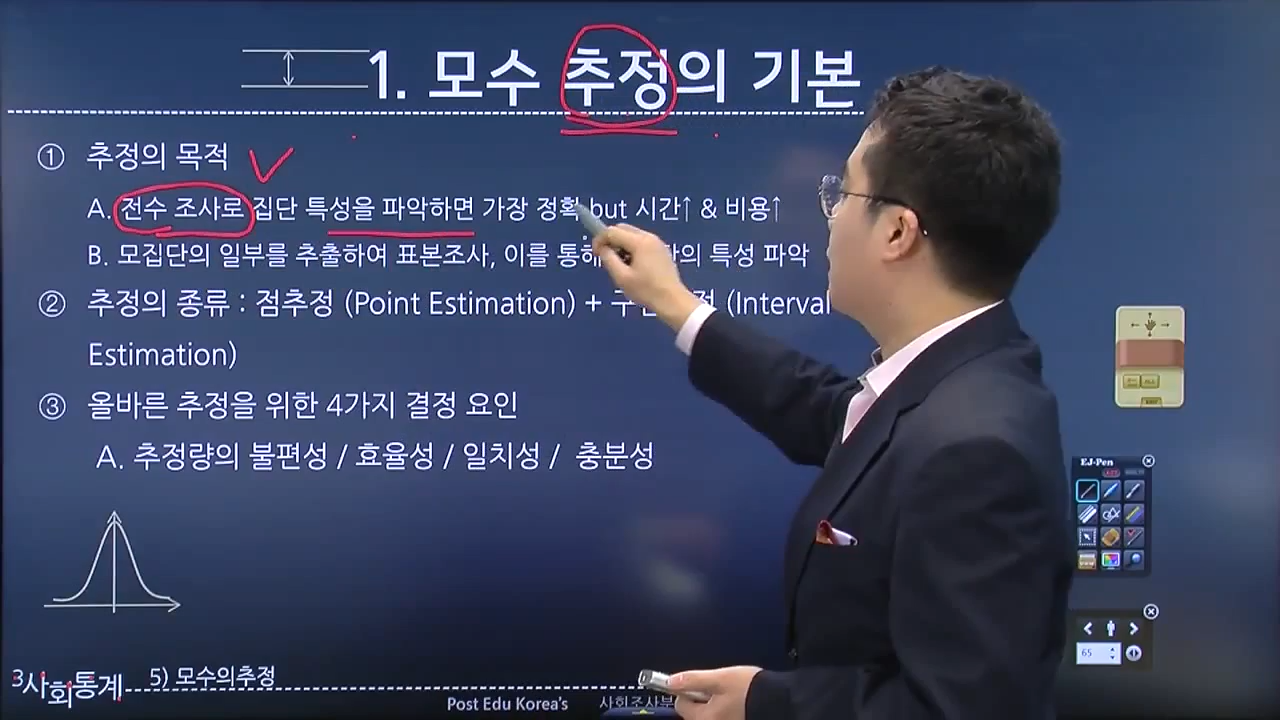 1. 모수 추정의 기본
① 추정의 목적
A. 전수 조사로 집단 특성을 파악하면 가장 정확 but 시간↑ & 비용↑
B. 모집단의 일부를 추출하여 표본조사, 이를 통해 의 특성 파악
② 추정의 종류 : 점추정 (Point Estimation) + (Interval
Estimation)
③ 올바른 추정을 위한 4가지 결정 요인
A. 추정량의 불편성 / 효율성 / 일치성 / 충분성
EJ-Pen
65
3사회통계
5) 모수의추정
Post Edu Korea's 사회조사분